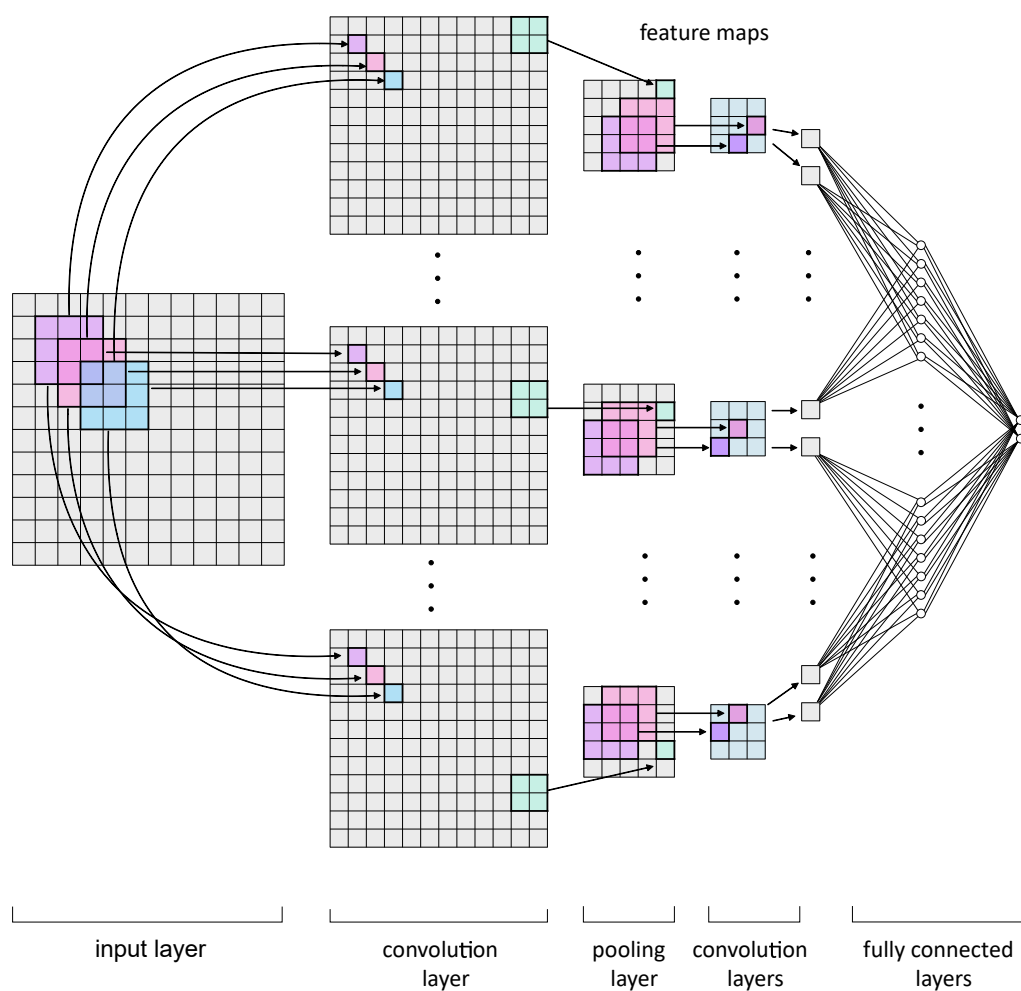 feature maps
input layer
convolution
layer
pooling
layer
convolution
layers
fully connected
layers